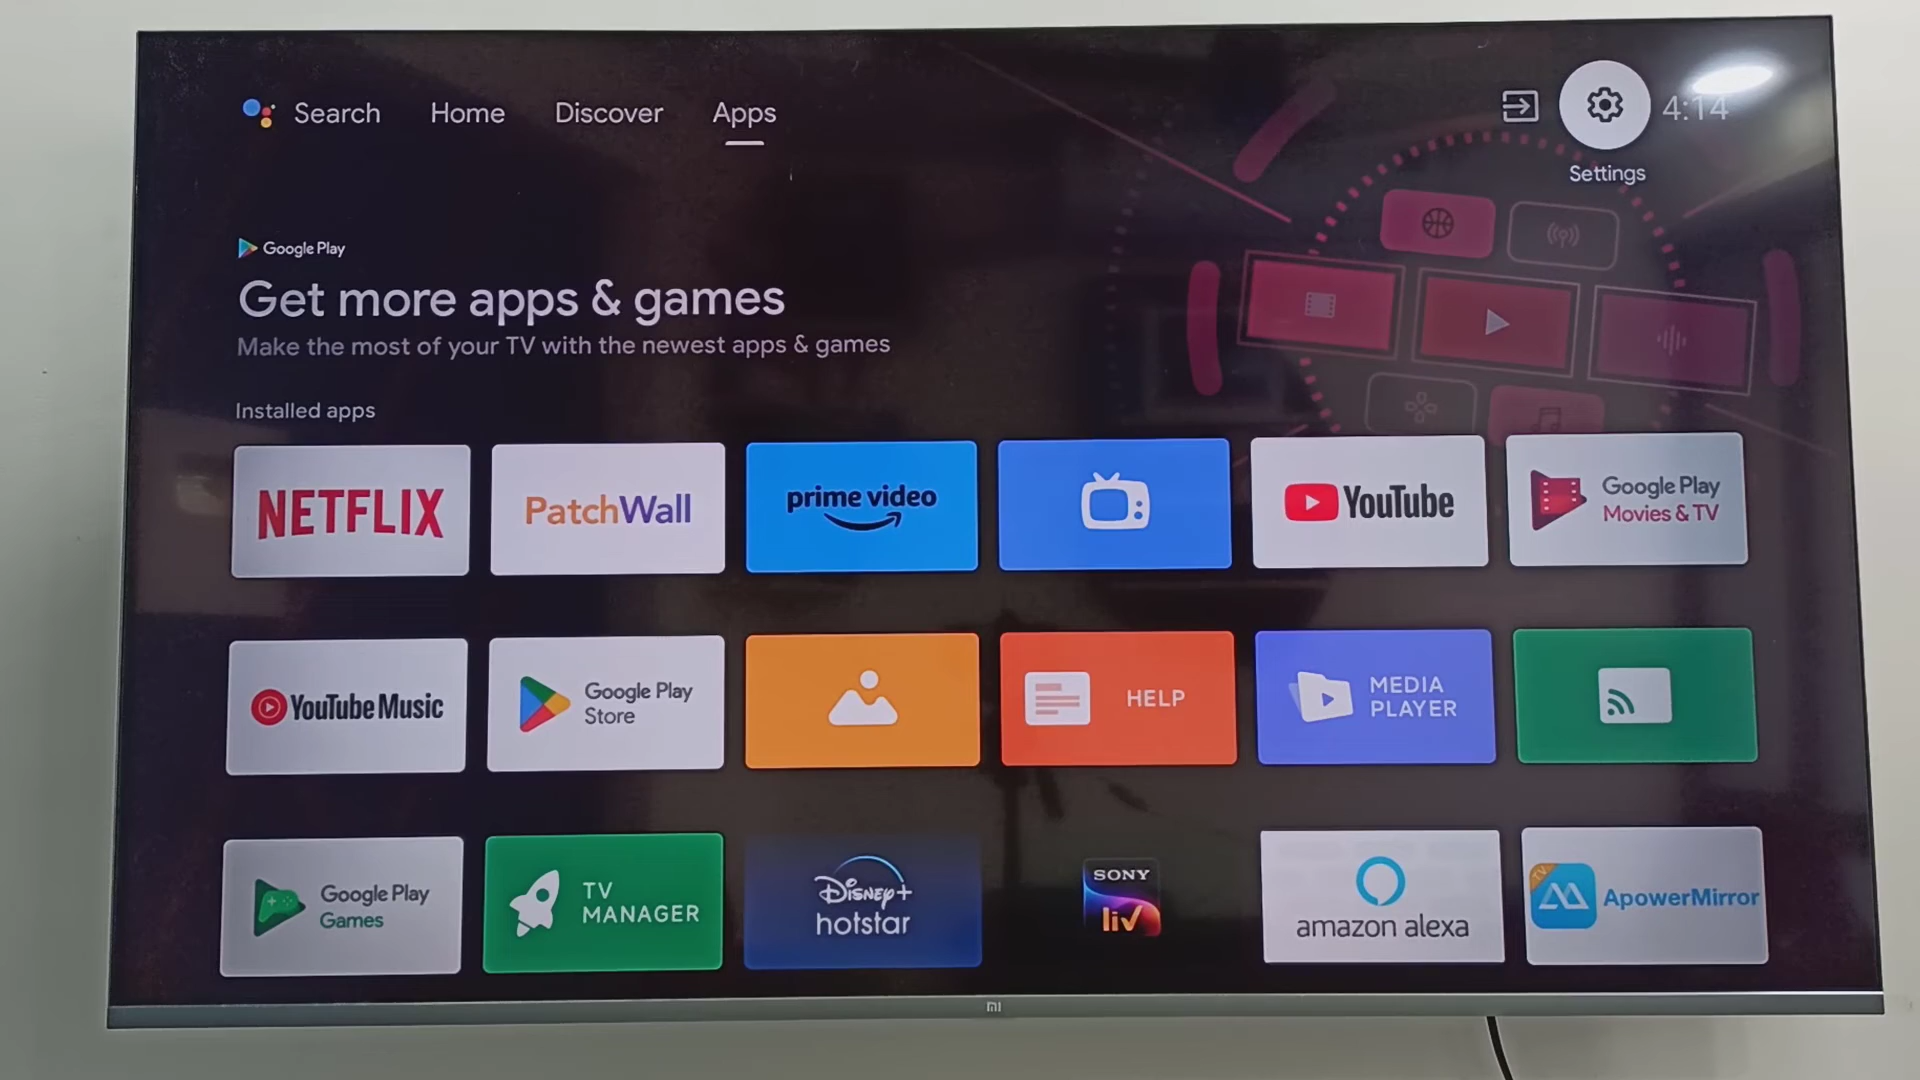 Search Home Discover Apps
4:14
Settings
Google Play
Get more apps & games
Make the most of your TV with the newest apps & games
Installed apps
NETFLIX
PatchWall
prime video
YouTube
Google Play
Movies & TV
YouTube Music
Google Play
Store
HELP
MEDIA
PLAYER
Google Play
Games
TV
MANAGER
Disney+
hotstar
SONY
liv
amazon alexa
TV
ApowerMirror
mi